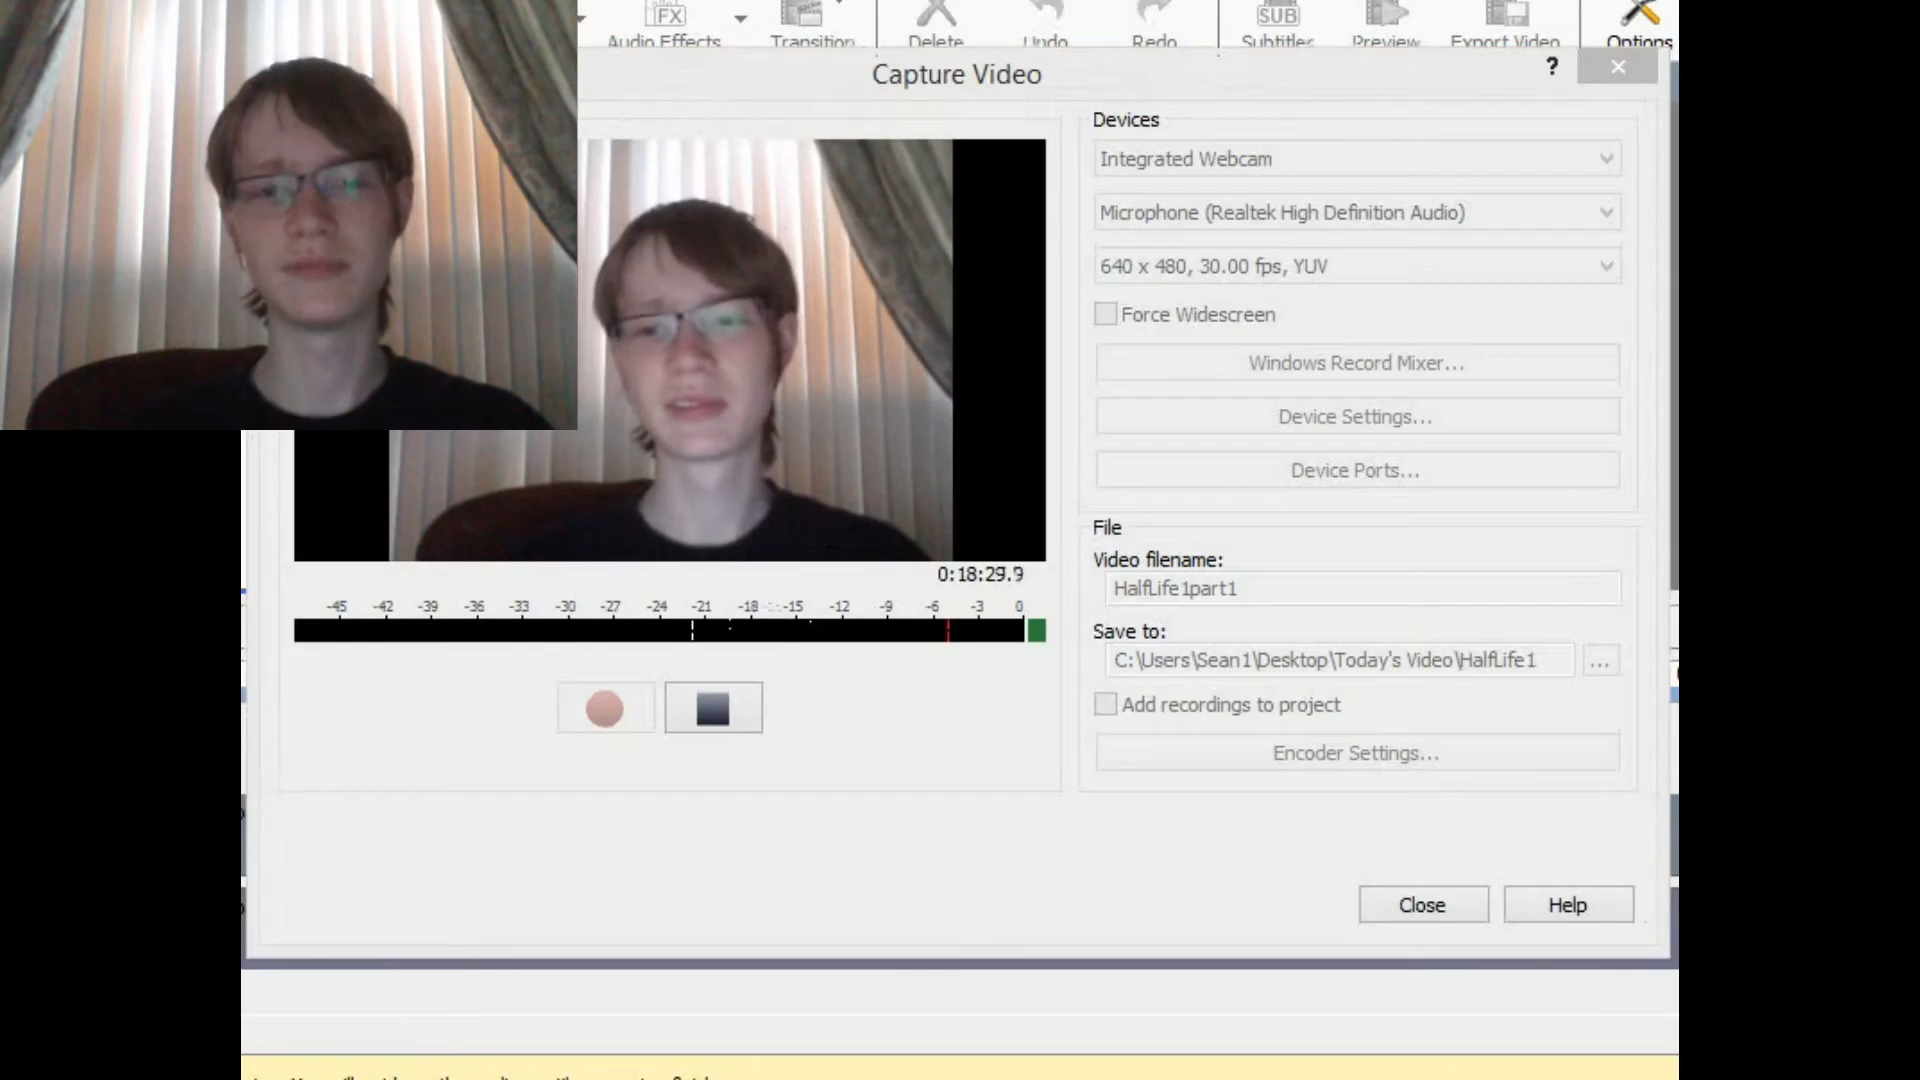 FX
SUB
Audio Effects
Transition
Delete
Undo
Redo
Subtitles
Preview
Export Video
Options
Capture Video
?
Devices
Integrated Webcam
Microphone (Realtek High Definition Audio)
640 x 480, 30.00 fps, YUV
Force Widescreen
Windows Record Mixer...
Device Settings...
Device Ports...
0:18:29.9
-45 -42 -39 -36 -33 -30 -27 -24 -21 -18 -15 -12 -9 -6 -3 0
File
Video filename:
HalfLife1part1
Save to:
C:\Users\Sean1\Desktop\Today's Video\HalfLife1
...
Add recordings to project
Encoder Settings...
Close
Help